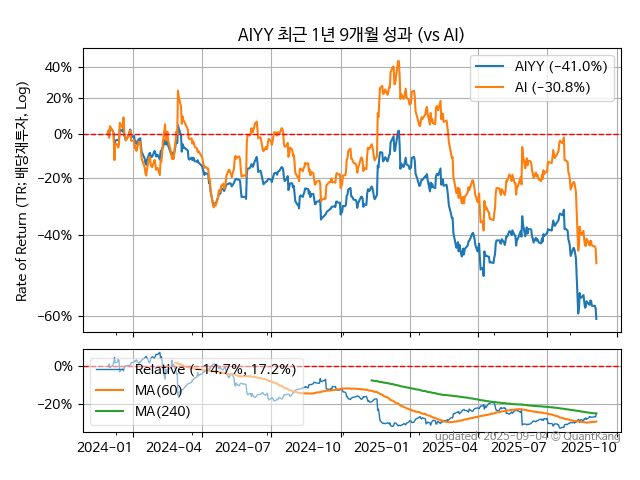 AIYY 최근 1년 9개월 성과 (vs AI)
Rate of Return (TR: 배당재투자, Log)
40%
20%
0%
−20%
−40%
−60%
AIYY (−41.0%)
AI (−30.8%)
0%
−20%
Relative (−14.7%, 17.2%)
MA(60)
MA(240)
updated: 2025-09-04 © QuantKang
2024-01
2024-04
2024-07
2024-10
2025-01
2025-04
2025-07
2025-10